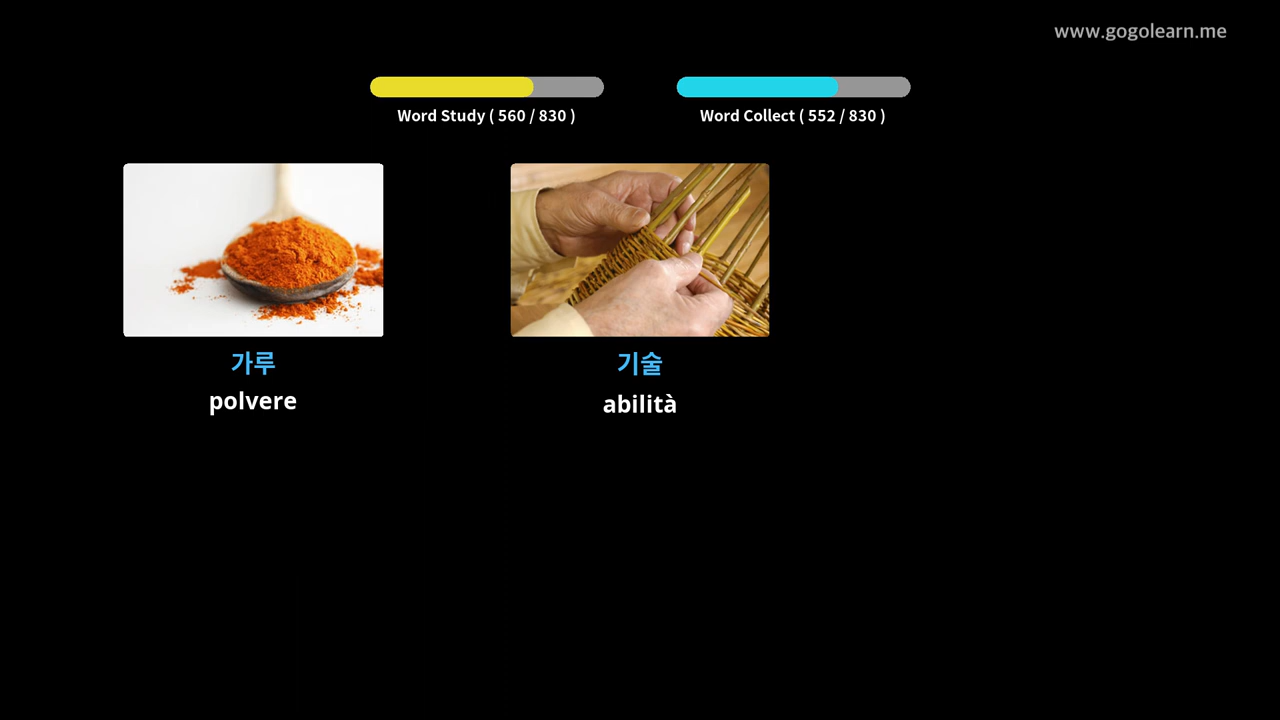 www.gogolearn.me
Word Study ( 560 / 830 )
Word Collect ( 552 / 830 )
가루
polvere
기술
abilità